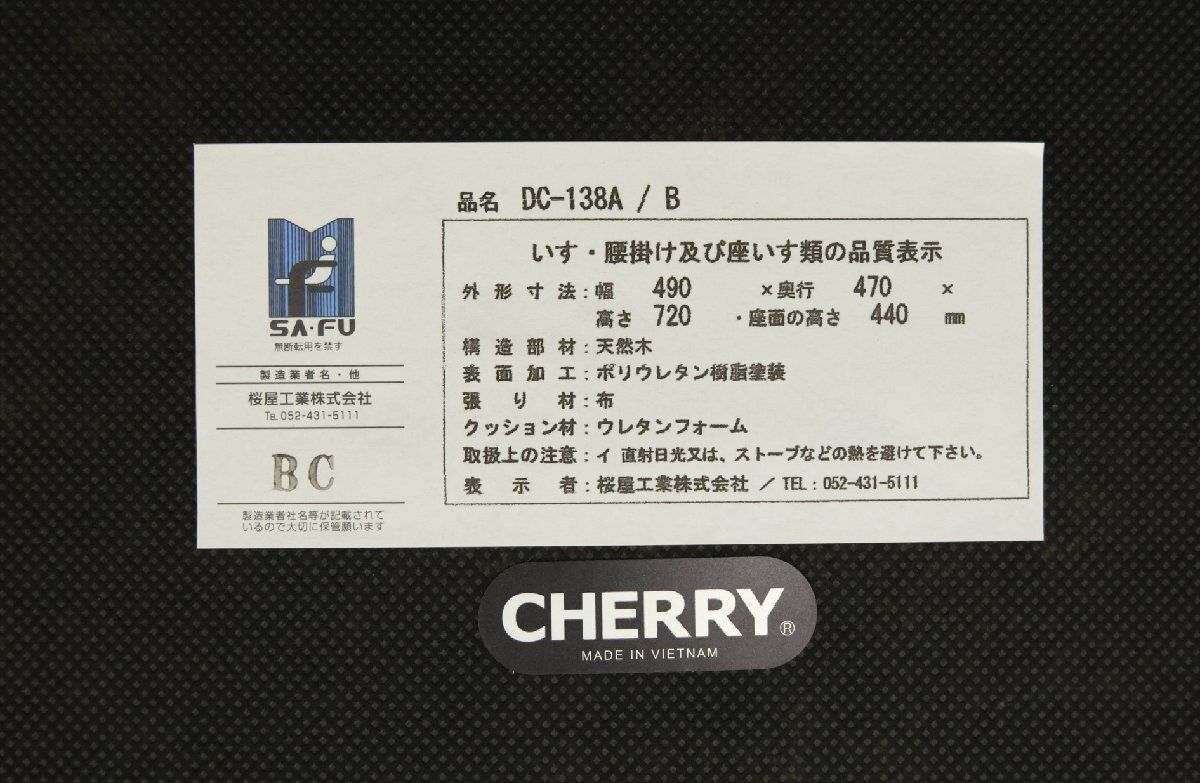 SA・FU
無断転用を禁ず
製造業者名・他
桜屋工業株式会社
TEL 052-431-5111
BC
製造業者社名等が記載されて
いるので大切に保管願います
品名 DC-138A / B
いす・腰掛け及び座いす類の品質表示
外形寸法:幅 490 ×奥行 470 ×
高さ 720 ・座面の高さ 440 mm
構造部材:天然木
表面加工:ポリウレタン樹脂塗装
張り材:布
クッション材:ウレタンフォーム
取扱上の注意:イ 直射日光又は、ストーブなどの熱を避けて下さい。
表示者:桜屋工業株式会社 / TEL:052-431-5111
CHERRY®
MADE IN VIETNAM